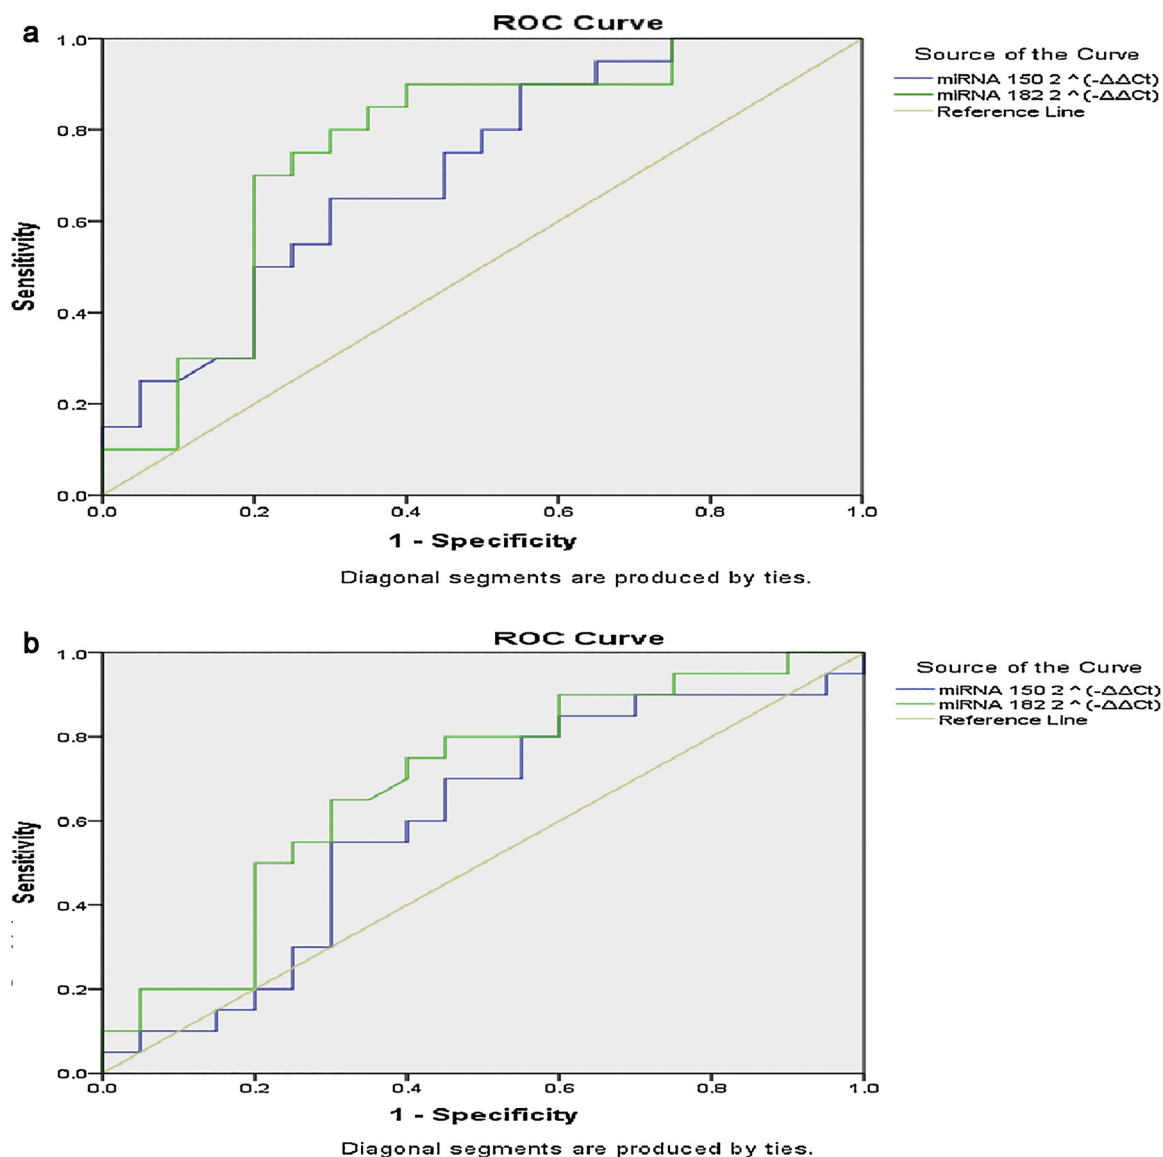 a
ROC Curve
Source of the Curve
miRNA 150 2 ^ (-ΔΔCt)
miRNA 182 2 ^ (-ΔΔCt)
Reference Line
Sensitivity
1.0
0.8
0.6
0.4
0.2
0.0
0.0 0.2 0.4 0.6 0.8 1.0
1 - Specificity
Diagonal segments are produced by ties.
b
ROC Curve
Source of the Curve
miRNA 150 2 ^ (-ΔΔCt)
miRNA 182 2 ^ (-ΔΔCt)
Reference Line
Sensitivity
1.0
0.8
0.6
0.4
0.2
0.0
0.0 0.2 0.4 0.6 0.8 1.0
1 - Specificity
Diagonal segments are produced by ties.